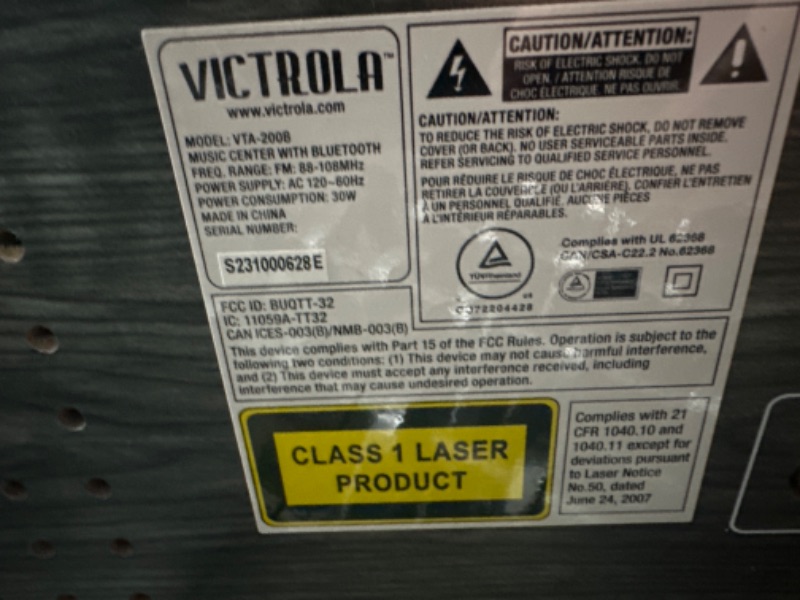 VICTROLA™
www.victrola.com
MODEL: VTA-200B
MUSIC CENTER WITH BLUETOOTH
FREQ. RANGE: FM: 88-108MHz
POWER SUPPLY: AC 120~60Hz
POWER CONSUMPTION: 30W
MADE IN CHINA
SERIAL NUMBER:
S231000628E
CAUTION/ATTENTION:
RISK OF ELECTRIC SHOCK, DO NOT
OPEN. / ATTENTION RISQUE DE
CHOC ÉLECTRIQUE. NE PAS OUVRIR.
CAUTION/ATTENTION:
TO REDUCE THE RISK OF ELECTRIC SHOCK, DO NOT REMOVE
COVER (OR BACK). NO USER SERVICEABLE PARTS INSIDE.
REFER SERVICING TO QUALIFIED SERVICE PERSONNEL.
POUR RÉDUIRE LE RISQUE DE CHOC ÉLECTRIQUE, NE PAS
RETIRER LA COUVERCLE (OU L'ARRIÈRE). CONFIER L'ENTRETIEN
À UN PERSONNEL QUALIFIÉ, AUCUNE PIÈCES
À L'INTÉRIEUR RÉPARABLES.
TÜVRheinland
US
Complies with UL 62368
CAN/CSA-C22.2 No.62368
FCC ID: BUQTT-32
IC: 11059A-TT32
CAN ICES-003(B)/NMB-003(B)
This device complies with Part 15 of the FCC Rules. Operation is subject to the
following two conditions: (1) This device may not cause harmful interference,
and (2) This device must accept any interference received, including
interference that may cause undesired operation.
CLASS 1 LASER
PRODUCT
Complies with 21
CFR 1040.10 and
1040.11 except for
deviations pursuant
to Laser Notice
No.50, dated
June 24, 2007